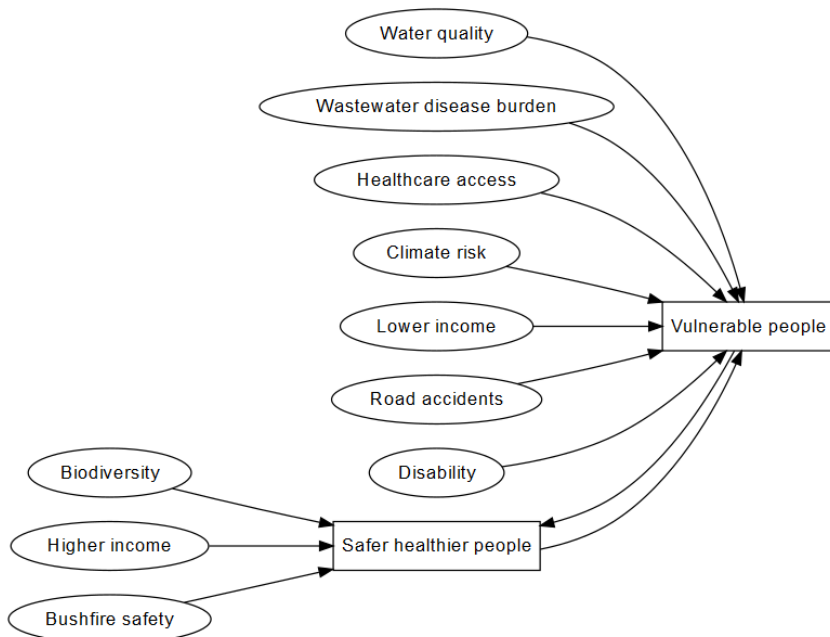 Water quality
Wastewater disease burden
Healthcare access
Climate risk
Lower income
Vulnerable people
Road accidents
Disability
Biodiversity
Higher income
Safer healthier people
Bushfire safety